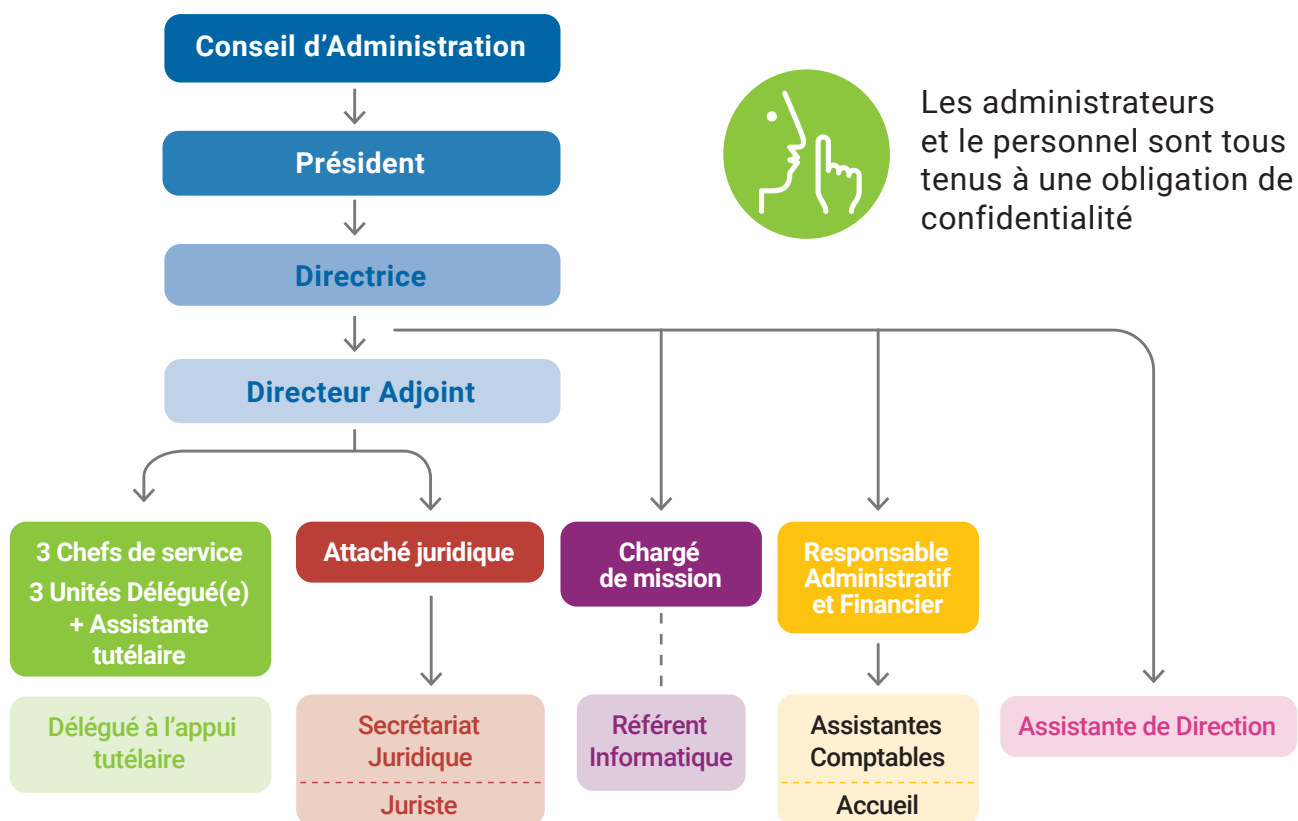 Conseil d'Administration
Les administrateurs
et le personnel sont tous
tenus à une obligation de
confidentialité
Président
Directrice
Directeur Adjoint
3 Chefs de service
3 Unités Délégué(e)
+ Assistante
tutélaire
Attaché juridique
Chargé
de mission
Responsable
Administratif
et Financier
Délégué à l'appui
tutélaire
Secrétariat
Juridique
Juriste
Référent
Informatique
Assistantes
Comptables
Accueil
Assistante de Direction